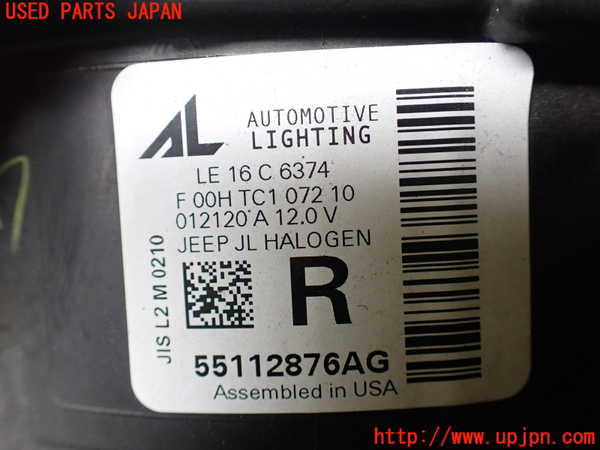 USED PARTS JAPAN
AL
AUTOMOTIVE
LIGHTING
LE 16 C 6374
F 00H TC1 072 10
012120 A 12.0 V
JEEP JL HALOGEN
JIS L2 M 0210
R
55112876AG
Assembled in USA
http://www.upjpn.com